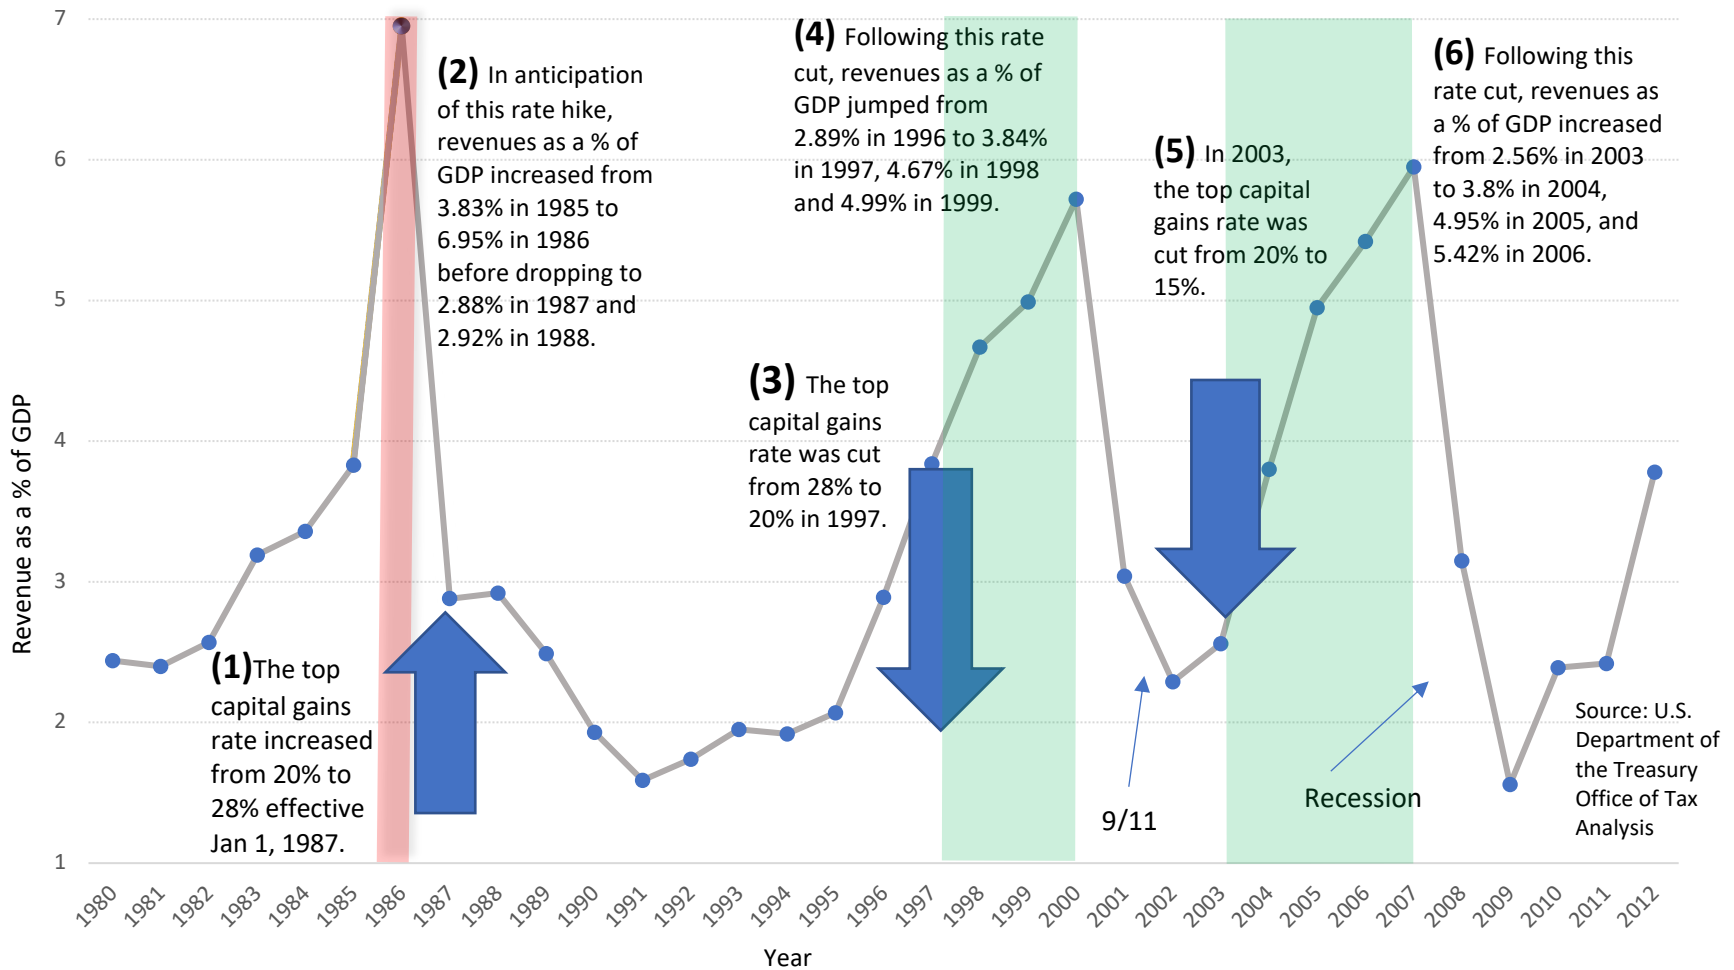 7
6
5
4
3
2
1
Revenue as a % of GDP
(1) The top
capital gains
rate increased
from 20% to
28% effective
Jan 1, 1987.
(2) In anticipation
of this rate hike,
revenues as a % of
GDP increased from
3.83% in 1985 to
6.95% in 1986
before dropping to
2.88% in 1987 and
2.92% in 1988.
(3) The top
capital gains
rate was cut
from 28% to
20% in 1997.
(4) Following this rate
cut, revenues as a % of
GDP jumped from
2.89% in 1996 to 3.84%
in 1997, 4.67% in 1998
and 4.99% in 1999.
(5) In 2003,
the top capital
gains rate was
cut from 20% to
15%.
(6) Following this
rate cut, revenues as
a % of GDP increased
from 2.56% in 2003
to 3.8% in 2004,
4.95% in 2005, and
5.42% in 2006.
9/11
Recession
Source: U.S.
Department of
the Treasury
Office of Tax
Analysis
1980 1981 1982 1983 1984 1985 1986 1987 1988 1989 1990 1991 1992 1993 1994 1995 1996 1997 1998 1999 2000 2001 2002 2003 2004 2005 2006 2007 2008 2009 2010 2011 2012
Year